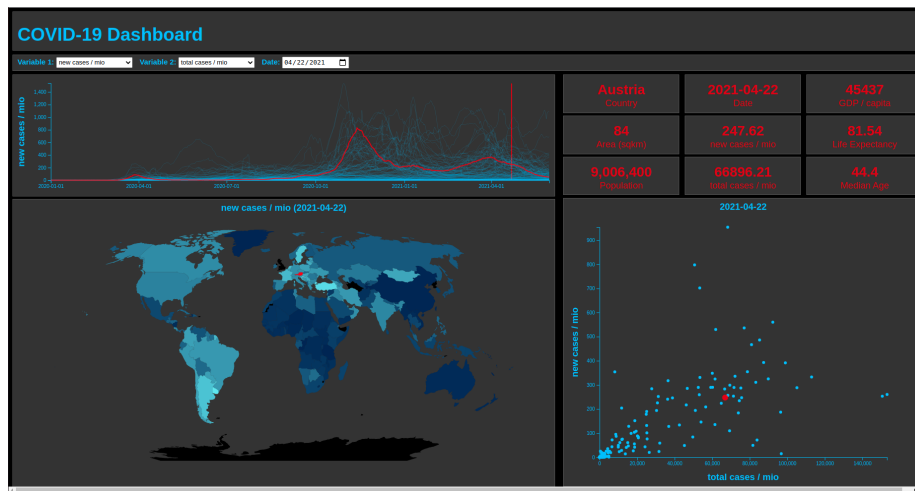 COVID-19 Dashboard
Variable 1: new cases / mio Variable 2: total cases / mio Date: 04/22/2021
new cases / mio
1,400
1,200
1,000
800
600
400
200
0
2020-01-01 2020-04-01 2020-07-01 2020-10-01 2021-01-01 2021-04-01
Austria
Country
2021-04-22
Date
45437
GDP / capita
84
Area (sqkm)
247.62
new cases / mio
81.54
Life Expectancy
9,006,400
Population
66896.21
total cases / mio
44.4
Median Age
new cases / mio (2021-04-22)
2021-04-22
new cases / mio
900
800
700
600
500
400
300
200
100
0
0 20,000 40,000 60,000 80,000 100,000 120,000 140,000
total cases / mio